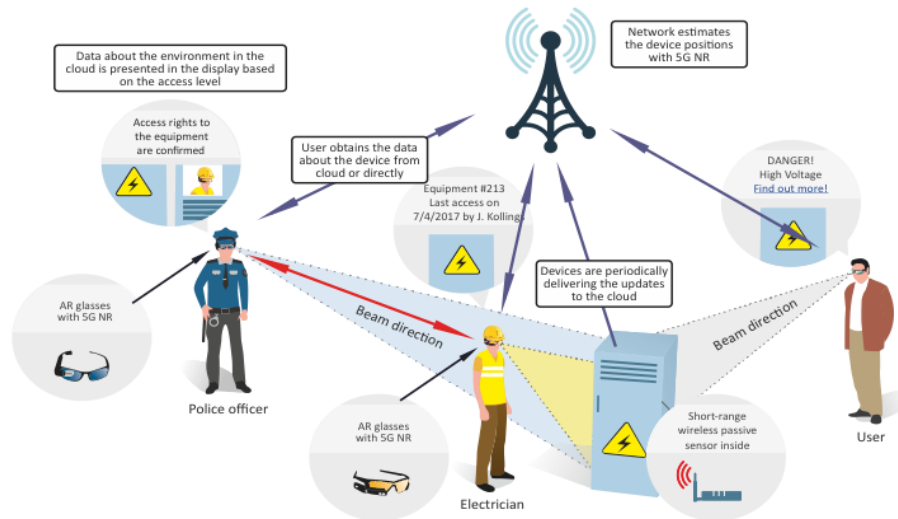 Data about the environment in the
cloud is presented in the display based
on the access level
Network estimates
the device positions
with 5G NR
Access rights to
the equipment
are confirmed
User obtains the data
about the device from
cloud or directly
DANGER!
High Voltage
Find out more!
Equipment #213
Last access on
7/4/2017 by J. Kollings
Devices are periodically
delivering the updates
to the cloud
AR glasses
with 5G NR
Beam direction
Beam direction
Police officer
AR glasses
with 5G NR
Short-range
wireless passive
sensor inside
User
Electrician